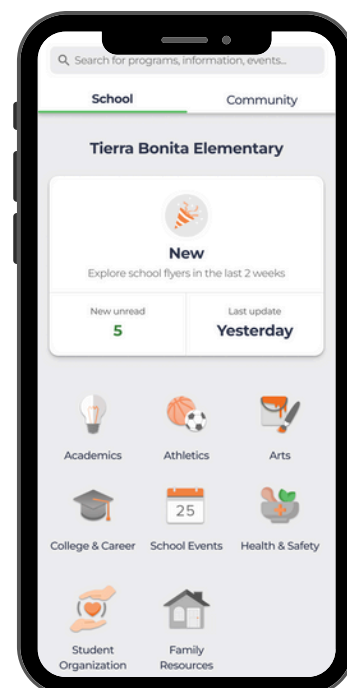 Search for programs, information, events...
School Community
Tierra Bonita Elementary
New
Explore school flyers in the last 2 weeks
New unread Last update
5 Yesterday
Academics Athletics Arts
25
College & Career School Events Health & Safety
Student Family
Organization Resources